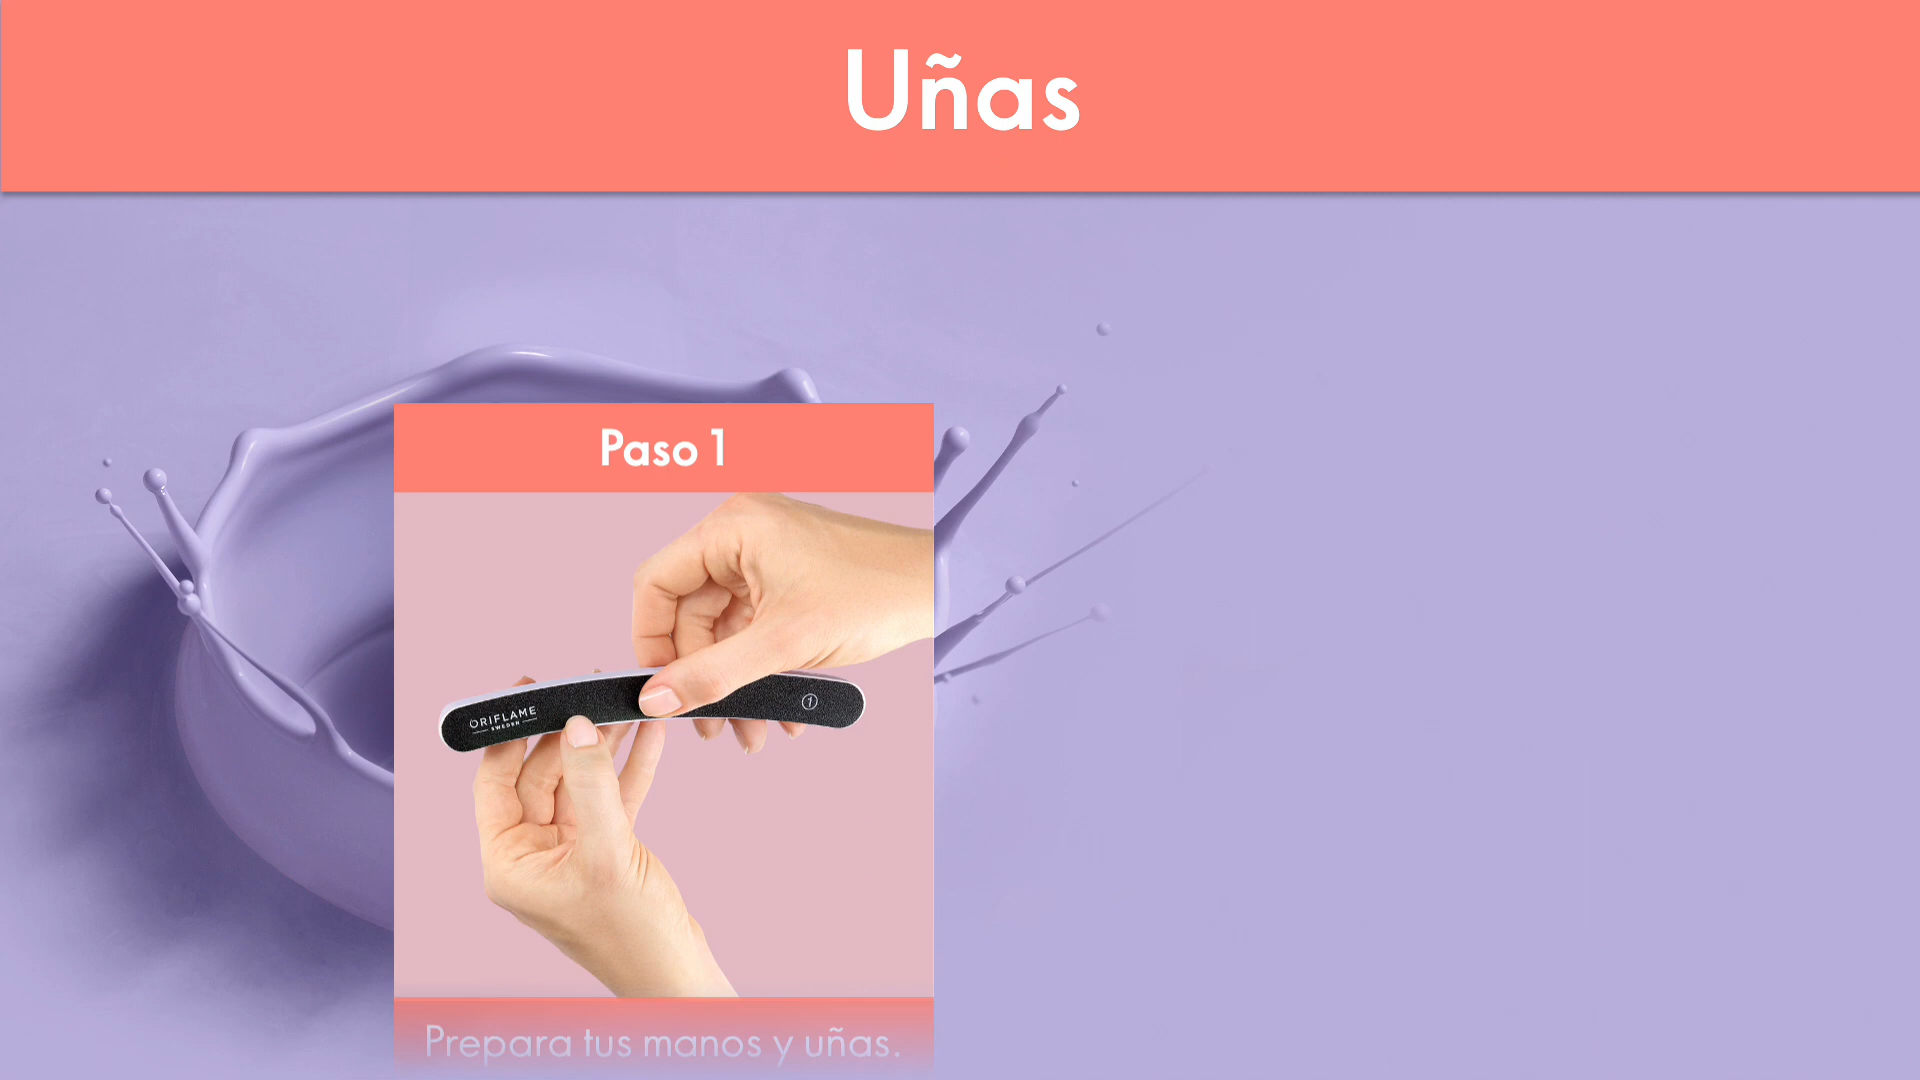 Uñas
Paso 1
ORIFLAME
SWEDEN
1
Prepara tus manos y uñas.